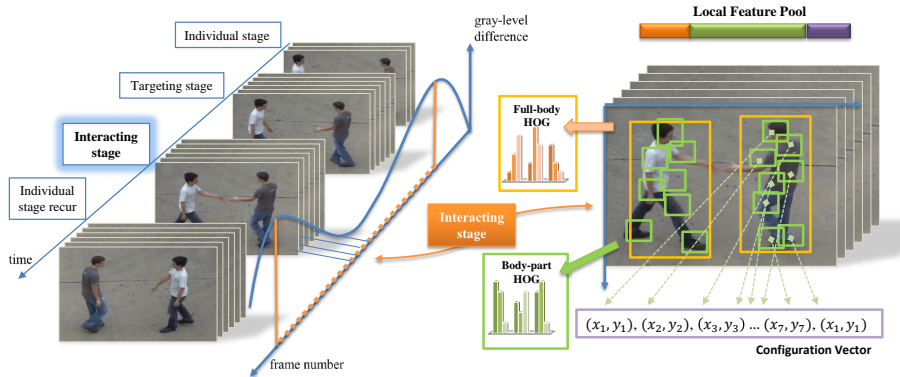 Individual stage
Targeting stage
Interacting
stage
Individual
stage recur
time
gray-level
difference
frame number
Interacting
stage
Local Feature Pool
Full-body
HOG
Body-part
HOG
(x₁, y₁), (x₂, y₂), (x₃, y₃) … (x₇, y₇), (x₁, y₁)
Configuration Vector